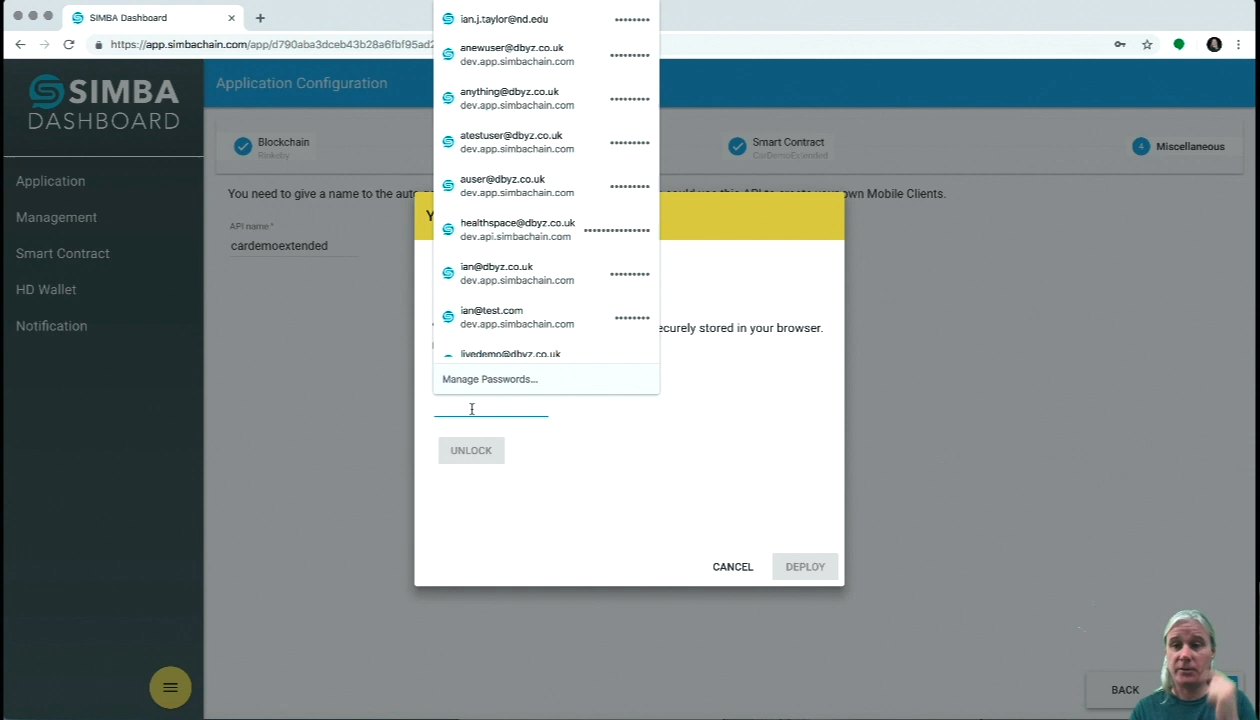 SIMBA Dashboard
https://app.simbachain.com/app/d790aba3dceb43b28a6fbf95ad2
SIMBA
DASHBOARD
Application
Management
Smart Contract
HD Wallet
Notification
Application Configuration
Blockchain
Rinkeby
Smart Contract
CarDemoExtended
4 Miscellaneous
You need to give a name to the could use this API to create your own Mobile Clients.
API name *
cardemoextended
ian.j.taylor@nd.edu ••••••••
anewuser@dbyz.co.uk
dev.app.simbachain.com •••••••••
anything@dbyz.co.uk
dev.app.simbachain.com •••••••••
atestuser@dbyz.co.uk
dev.app.simbachain.com •••••••••
auser@dbyz.co.uk
dev.app.simbachain.com •••••••••
healthspace@dbyz.co.uk
dev.api.simbachain.com •••••••••••••••
ian@dbyz.co.uk
dev.app.simbachain.com •••••••••
ian@test.com
dev.app.simbachain.com ••••••••
livedemo@dbyz.co.uk
Manage Passwords...
ecurely stored in your browser.
UNLOCK
CANCEL
DEPLOY
BACK